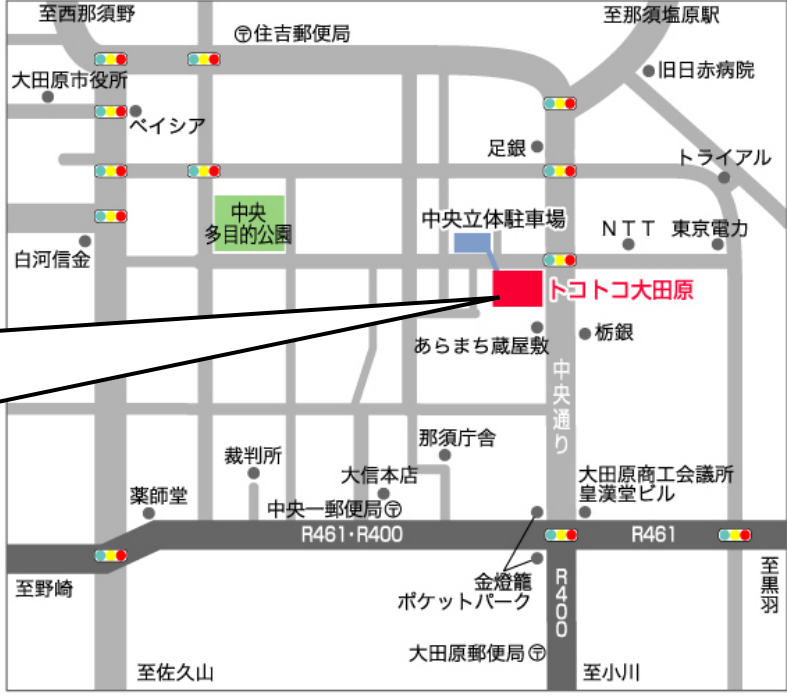 至西那須野
至那須塩原駅
〒住吉郵便局
旧日赤病院
大田原市役所
ベイシア
足銀
トライアル
中央
多目的公園
中央立体駐車場
NTT
東京電力
白河信金
トコトコ大田原
あらまち蔵屋敷
栃銀
中央通り
那須庁舎
裁判所
大信本店
大田原商工会議所
皇漢堂ビル
薬師堂
中央一郵便局〒
R461・R400
R461
至野崎
金燈籠
ポケットパーク
R400
至黒羽
大田原郵便局〒
至佐久山
至小川